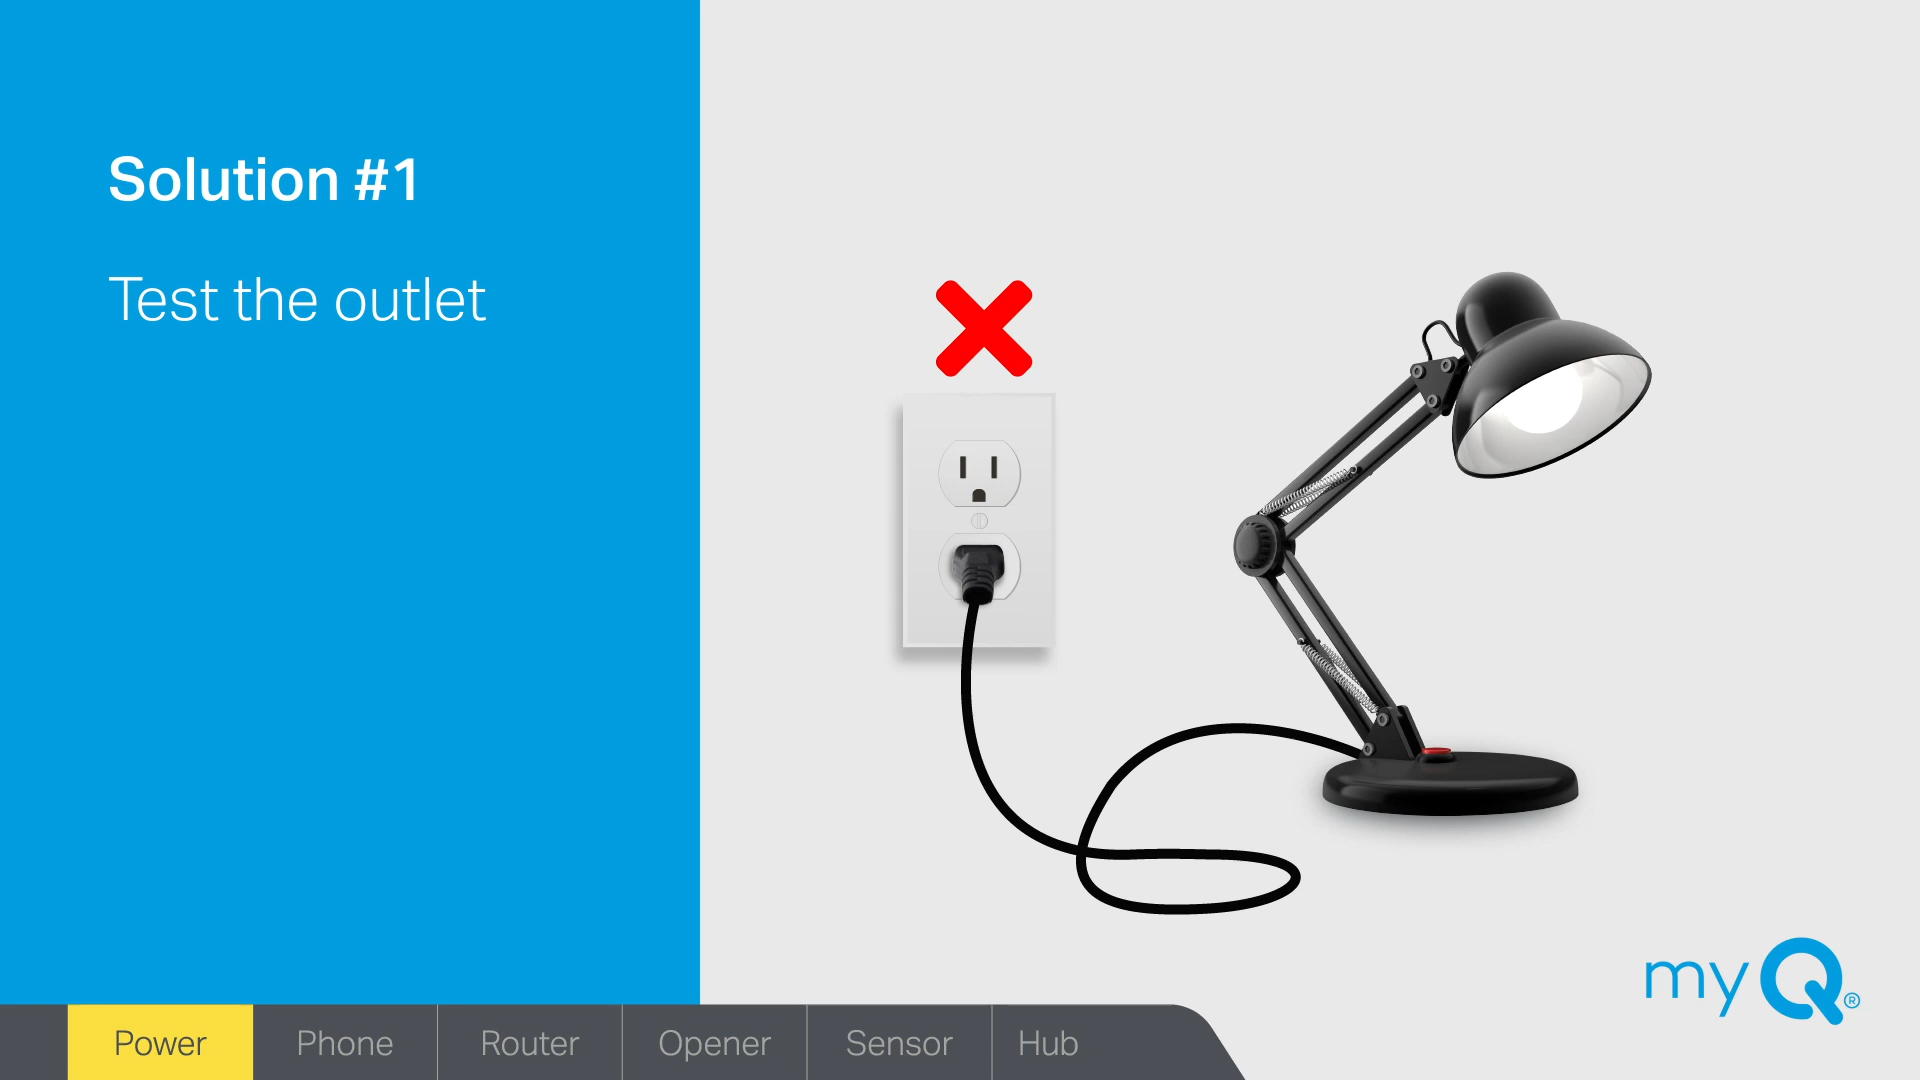 Solution #1
Test the outlet
myQ®
Power
Phone
Router
Opener
Sensor
Hub